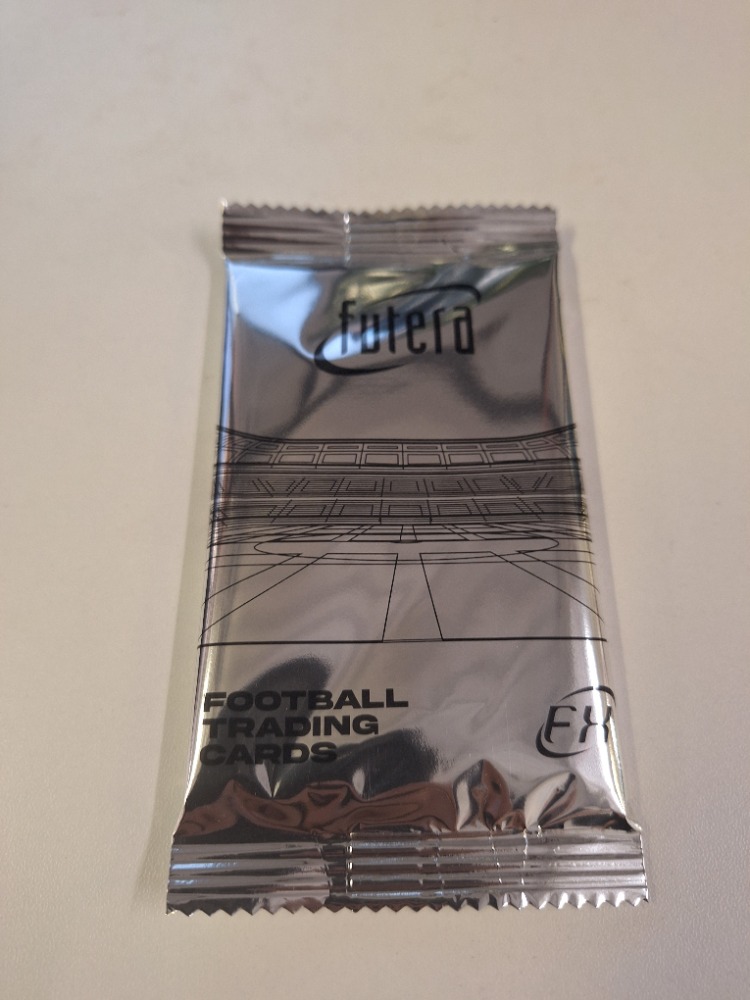 futera
FOOTBALL
TRADING
CARDS
FX